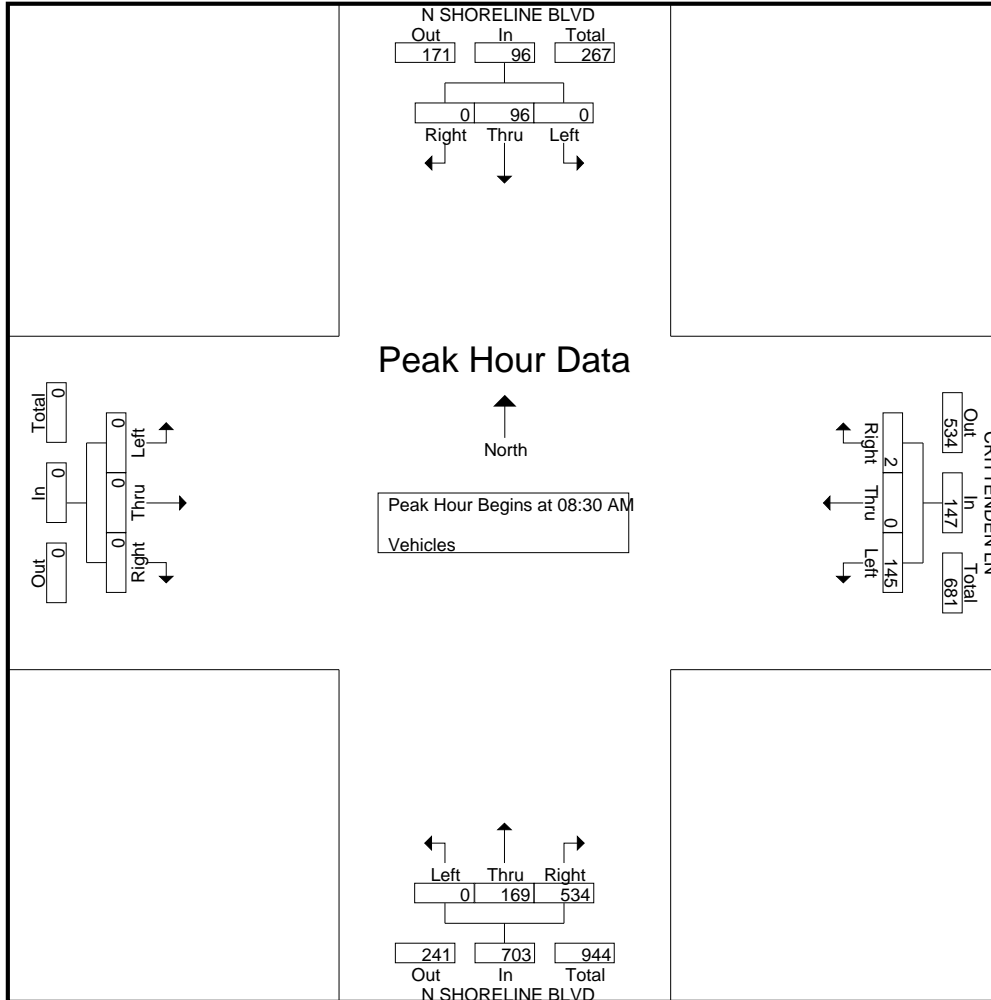 N SHORELINE BLVD
Out In Total
171 96 267
0 96 0
Right Thru Left
Peak Hour Data
North
Peak Hour Begins at 08:30 AM
Vehicles
Total In Out
0 0 0
0 0 0
Left Thru Right
CRITTENDEN LN
Out In Total
534 147 681
2 0 145
Right Thru Left
Left Thru Right
0 169 534
241 703 944
Out In Total
N SHORELINE BLVD